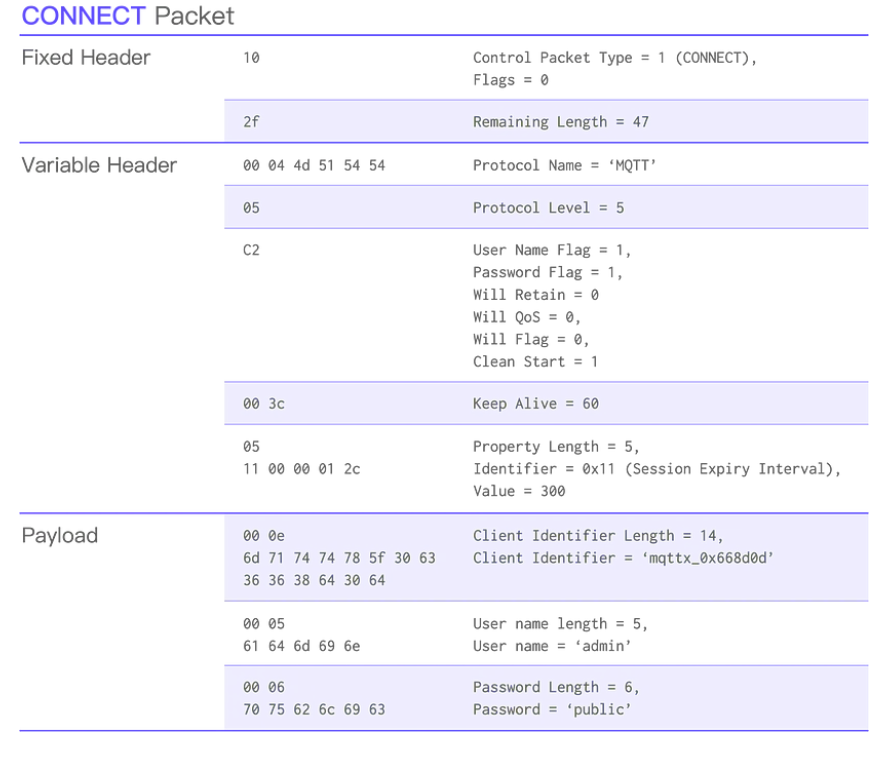 CONNECT Packet
Fixed Header
10
Control Packet Type = 1 (CONNECT),
Flags = 0
2f
Remaining Length = 47
Variable Header
00 04 4d 51 54 54
Protocol Name = ‘MQTT’
05
Protocol Level = 5
C2
User Name Flag = 1,
Password Flag = 1,
Will Retain = 0
Will QoS = 0,
Will Flag = 0,
Clean Start = 1
00 3c
Keep Alive = 60
05
Property Length = 5,
11 00 00 01 2c
Identifier = 0x11 (Session Expiry Interval),
Value = 300
Payload
00 0e
Client Identifier Length = 14,
6d 71 74 74 78 5f 30 63
Client Identifier = ‘mqttx_0x668d0d’
36 36 38 64 30 64
00 05
User name length = 5,
61 64 6d 69 6e
User name = ‘admin’
00 06
Password Length = 6,
70 75 62 6c 69 63
Password = ‘public’